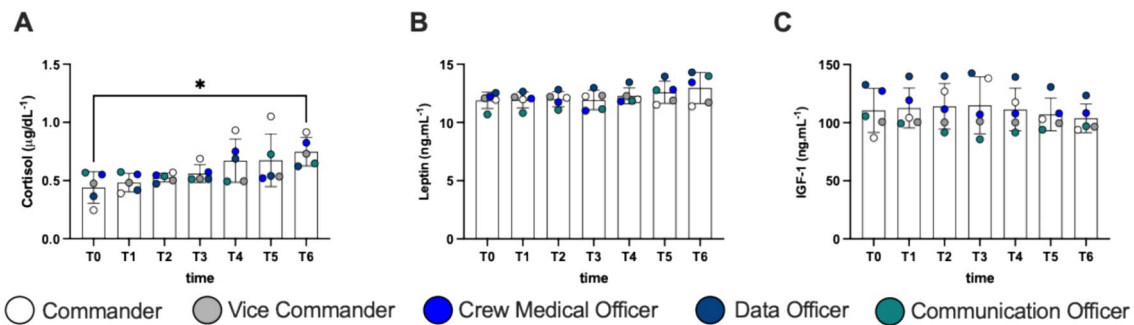 A
B
C
Cortisol (µg/dL⁻¹)
1.5
1.0
0.5
0.0
*
T0 T1 T2 T3 T4 T5 T6
time
Leptin (ng.mL⁻¹)
15
10
5
0
T0 T1 T2 T3 T4 T5 T6
time
IGF-1 (ng.mL⁻¹)
150
100
50
0
T0 T1 T2 T3 T4 T5 T6
time
Commander Vice Commander Crew Medical Officer Data Officer Communication Officer